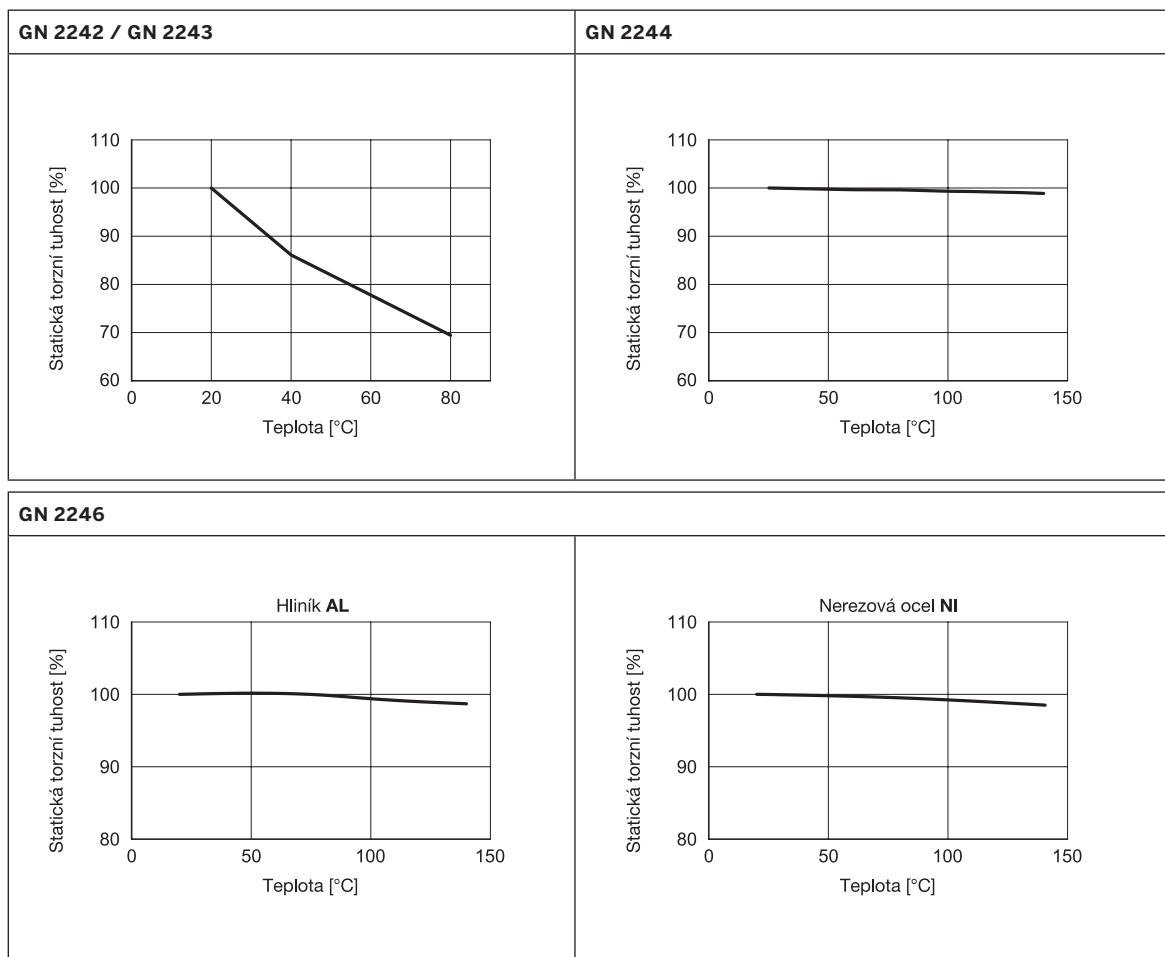 GN 2242 / GN 2243
Statická torzní tuhost [%]
110
100
90
80
70
60
0 20 40 60 80
Teplota [°C]
GN 2244
Statická torzní tuhost [%]
110
100
90
80
70
60
0 50 100 150
Teplota [°C]
GN 2246
Hliník AL
Statická torzní tuhost [%]
110
100
90
80
0 50 100 150
Teplota [°C]
Nerezová ocel NI
Statická torzní tuhost [%]
110
100
90
80
0 50 100 150
Teplota [°C]